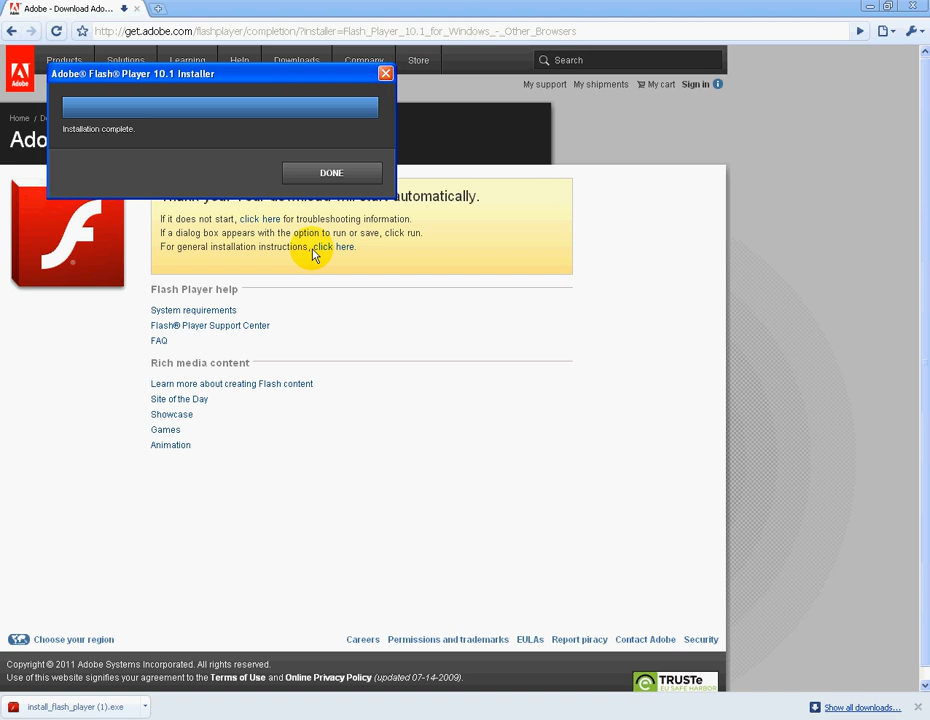 Adobe - Download Ado...
http://get.adobe.com/flashplayer/completion/?installer=Flash_Player_10.1_for_Windows_-_Other_Browsers
Products Solutions Learning Help Downloads Company Store Search
Adobe
My support My shipments My cart Sign in
Home /
Ado
Adobe® Flash® Player 10.1 Installer
Installation complete.
DONE
automatically.
If it does not start, click here for troubleshooting information.
If a dialog box appears with the option to run or save, click run.
For general installation instructions, click here.
Flash Player help
System requirements
Flash® Player Support Center
FAQ
Rich media content
Learn more about creating Flash content
Site of the Day
Showcase
Games
Animation
Choose your region Careers Permissions and trademarks EULAs Report piracy Contact Adobe Security
Copyright © 2011 Adobe Systems Incorporated. All rights reserved.
Use of this website signifies your agreement to the Terms of Use and Online Privacy Policy (updated 07-14-2009).
TRUSTe
EU SAFE HARBOR
install_flash_player (1).exe Show all downloads...